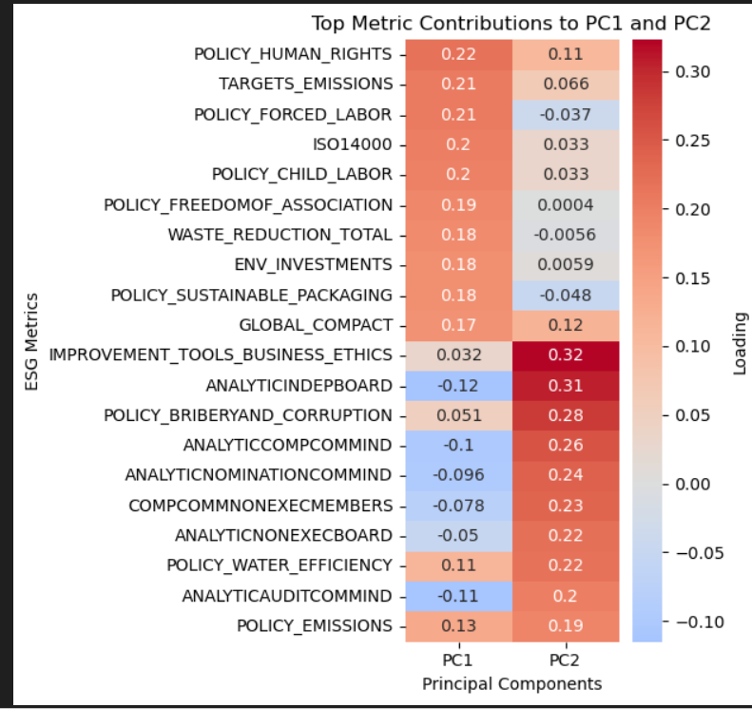 Top Metric Contributions to PC1 and PC2
POLICY_HUMAN_RIGHTS 0.22 0.11
TARGETS_EMISSIONS 0.21 0.066
POLICY_FORCED_LABOR 0.21 -0.037
ISO14000 0.2 0.033
POLICY_CHILD_LABOR 0.2 0.033
POLICY_FREEDOMOF_ASSOCIATION 0.19 0.0004
WASTE_REDUCTION_TOTAL 0.18 -0.0056
ENV_INVESTMENTS 0.18 0.0059
POLICY_SUSTAINABLE_PACKAGING 0.18 -0.048
GLOBAL_COMPACT 0.17 0.12
IMPROVEMENT_TOOLS_BUSINESS_ETHICS 0.032 0.32
ANALYTICINDEPBOARD -0.12 0.31
POLICY_BRIBERYAND_CORRUPTION 0.051 0.28
ANALYTICCOMPCOMMIND -0.1 0.26
ANALYTICNOMINATIONCOMMIND -0.096 0.24
COMPCOMMNONEXECMEMBERS -0.078 0.23
ANALYTICNONEXECBOARD -0.05 0.22
POLICY_WATER_EFFICIENCY 0.11 0.22
ANALYTICAUDITCOMMIND -0.11 0.2
POLICY_EMISSIONS 0.13 0.19
PC1 PC2
Principal Components
ESG Metrics
0.30
0.25
0.20
0.15
0.10
0.05
0.00
−0.05
−0.10
Loading